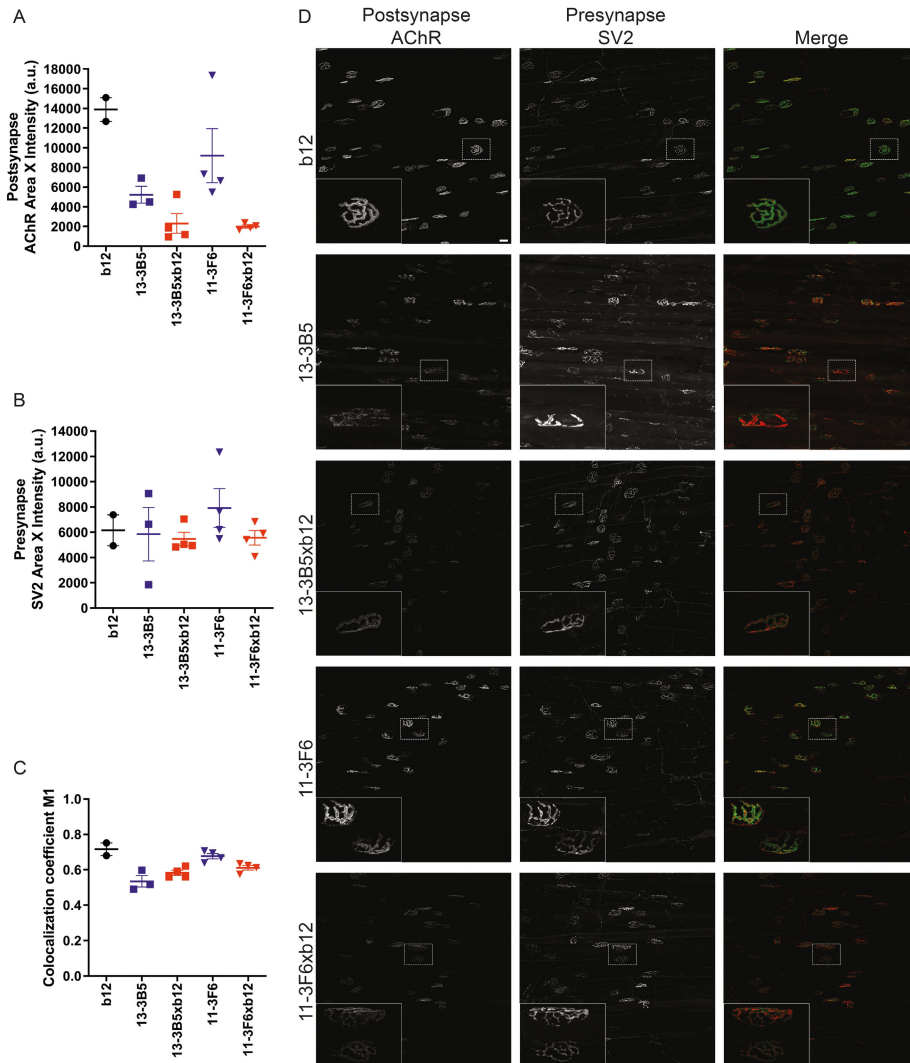 A
Postsynapse
AChR Area X Intensity (a.u.)
18000
16000
14000
12000
10000
8000
6000
4000
2000
0
b12
13-3B5
13-3B5xb12
11-3F6
11-3F6xb12
B
Presynapse
SV2 Area X Intensity (a.u.)
14000
12000
10000
8000
6000
4000
2000
0
b12
13-3B5
13-3B5xb12
11-3F6
11-3F6xb12
C
Colocalization coefficient M1
1.0
0.8
0.6
0.4
0.2
0.0
b12
13-3B5
13-3B5xb12
11-3F6
11-3F6xb12
D
Postsynapse
AChR
Presynapse
SV2
Merge
b12
13-3B5
13-3B5xb12
11-3F6
11-3F6xb12